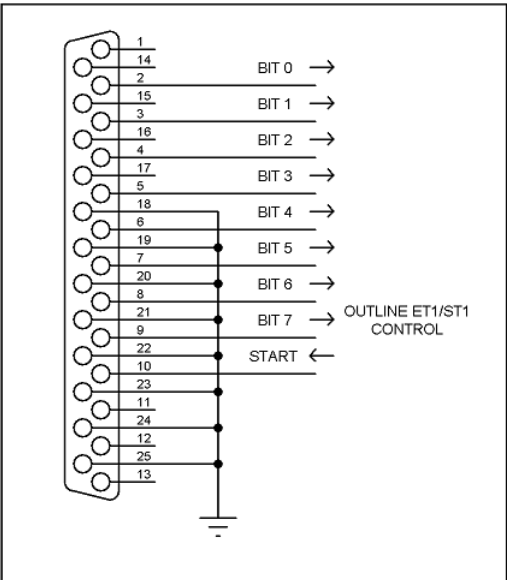 1
14
BIT 0 →
2
15
BIT 1 →
3
16
BIT 2 →
4
17
BIT 3 →
5
18
BIT 4 →
6
19
BIT 5 →
7
20
BIT 6 →
8
21
BIT 7 →
OUTLINE ET1/ST1
CONTROL
9
22
START ←
10
23
11
24
12
25
13